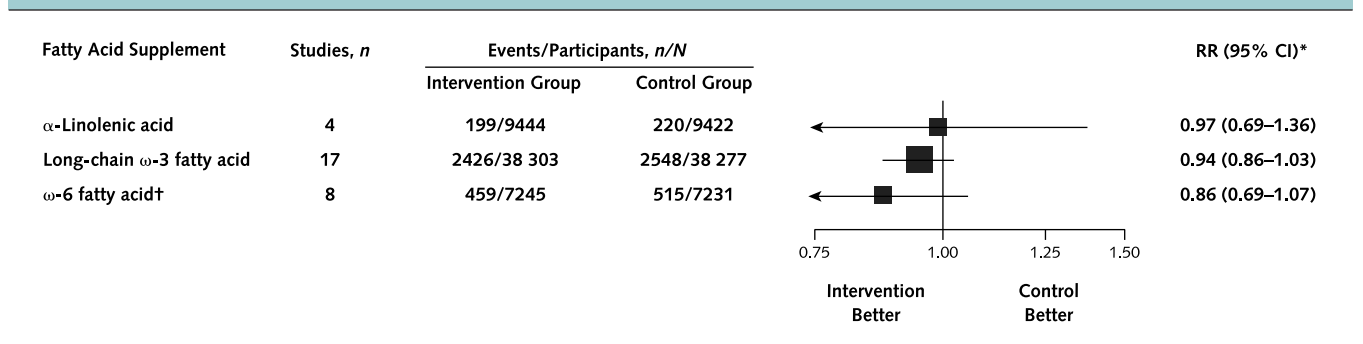 Fatty Acid Supplement Studies, n Events/Participants, n/N RR (95% CI)*
Intervention Group Control Group
α-Linolenic acid 4 199/9444 220/9422 0.97 (0.69–1.36)
Long-chain ω-3 fatty acid 17 2426/38 303 2548/38 277 0.94 (0.86–1.03)
ω-6 fatty acid† 8 459/7245 515/7231 0.86 (0.69–1.07)
0.75 1.00 1.25 1.50
Intervention Control
Better Better